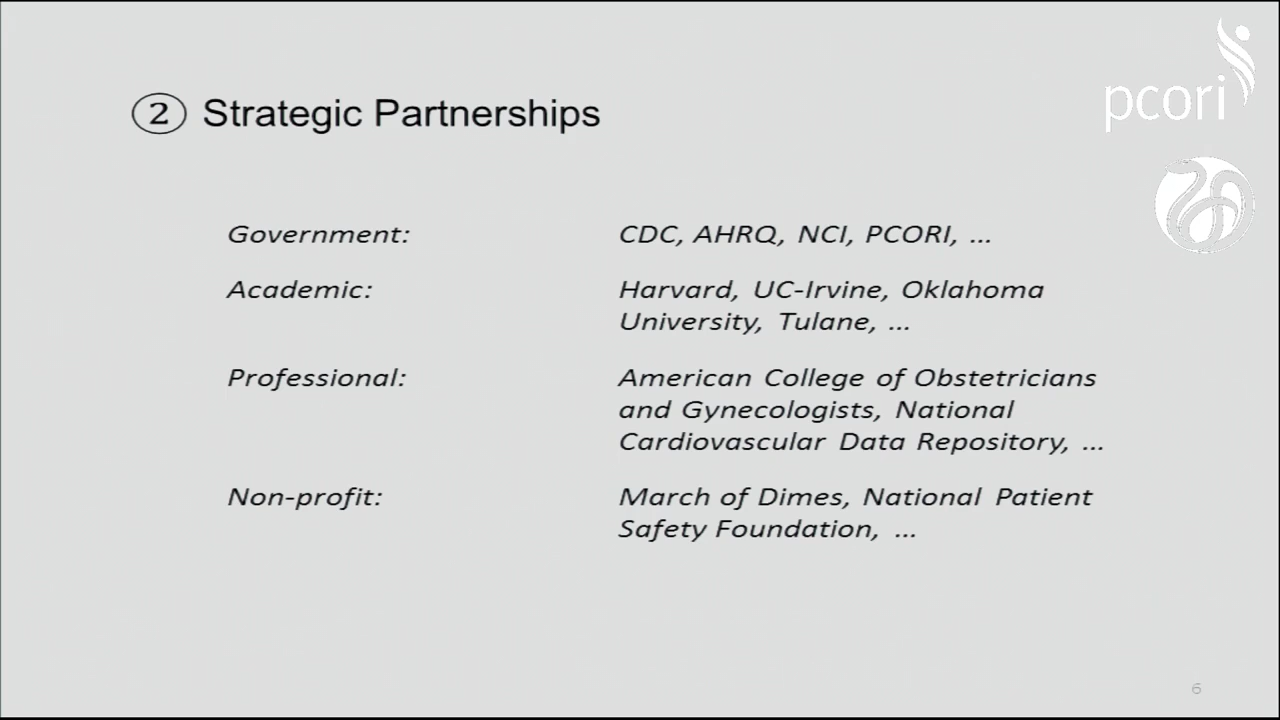 pcori
② Strategic Partnerships
Government: CDC, AHRQ, NCI, PCORI, ...
Academic: Harvard, UC-Irvine, Oklahoma
University, Tulane, ...
Professional: American College of Obstetricians
and Gynecologists, National
Cardiovascular Data Repository, ...
Non-profit: March of Dimes, National Patient
Safety Foundation, ...
6